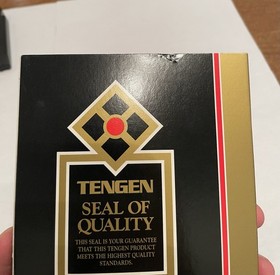 TENGEN
SEAL OF
QUALITY
THIS SEAL IS YOUR GUARANTEE
THAT THIS TENGEN PRODUCT
MEETS THE HIGHEST QUALITY
STANDARDS.